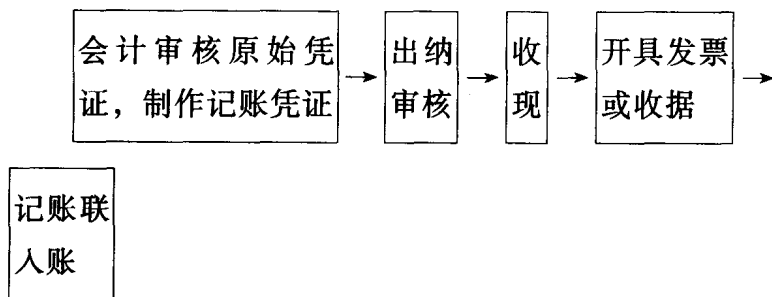 会计审核原始凭
证，制作记账凭证
出纳
审核
收
现
开具发票
或收据
记账联
入账